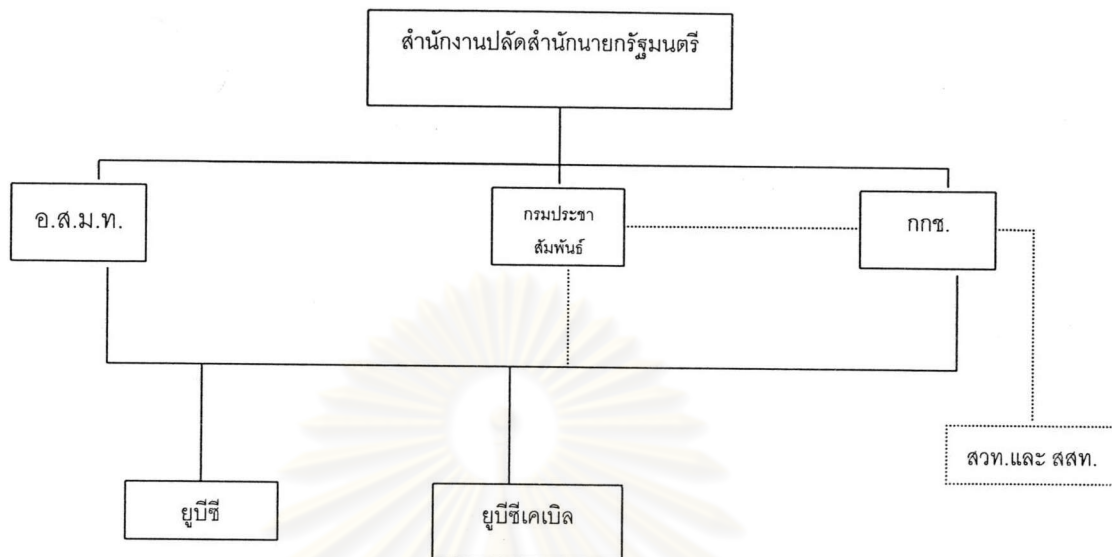 สำนักงานปลัดสำนักนายกรัฐมนตรี
อ.ส.ม.ท.
กรมประชา
สัมพันธ์
กกช.
สวท.และ สสท.
ยูบีซี
ยูบีซีเคเบิล